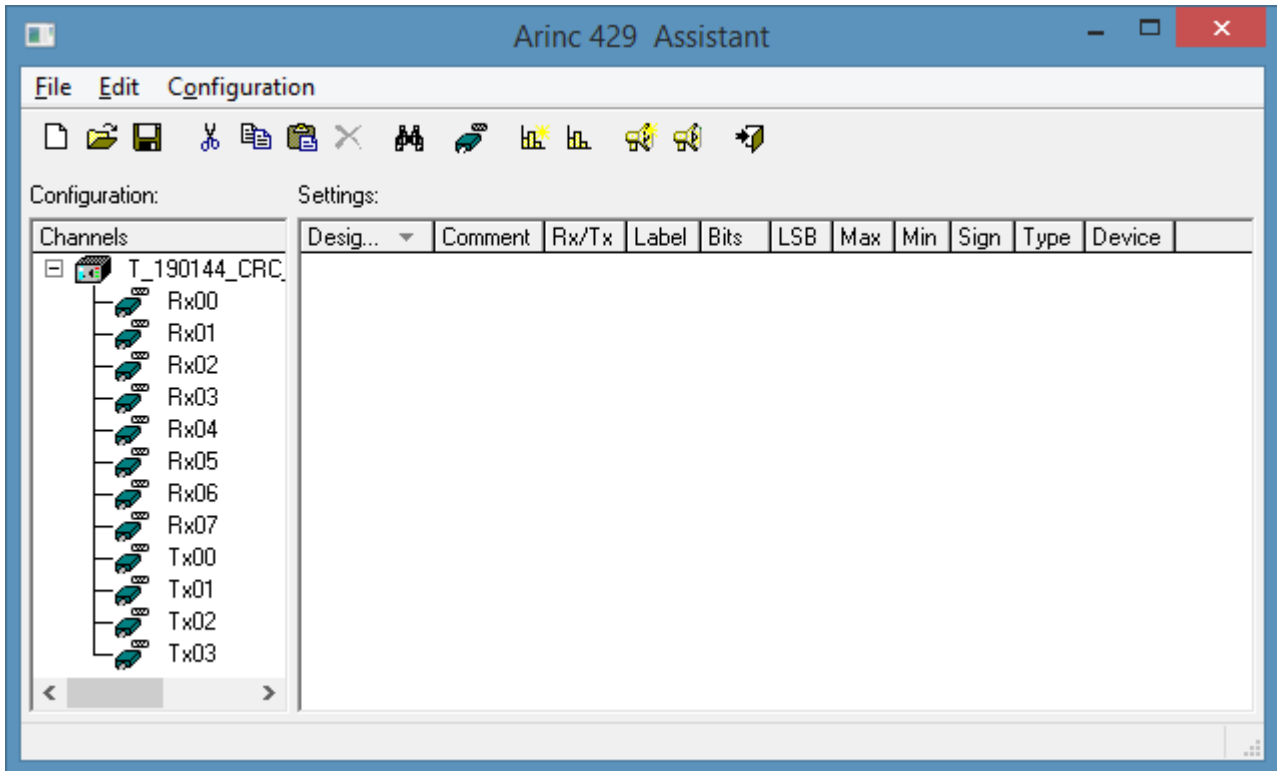 Arinc 429 Assistant
File Edit Configuration
Configuration: Settings:
Channels Desig... Comment Rx/Tx Label Bits LSB Max Min Sign Type Device
T_190144_CRC_
Rx00
Rx01
Rx02
Rx03
Rx04
Rx05
Rx06
Rx07
Tx00
Tx01
Tx02
Tx03